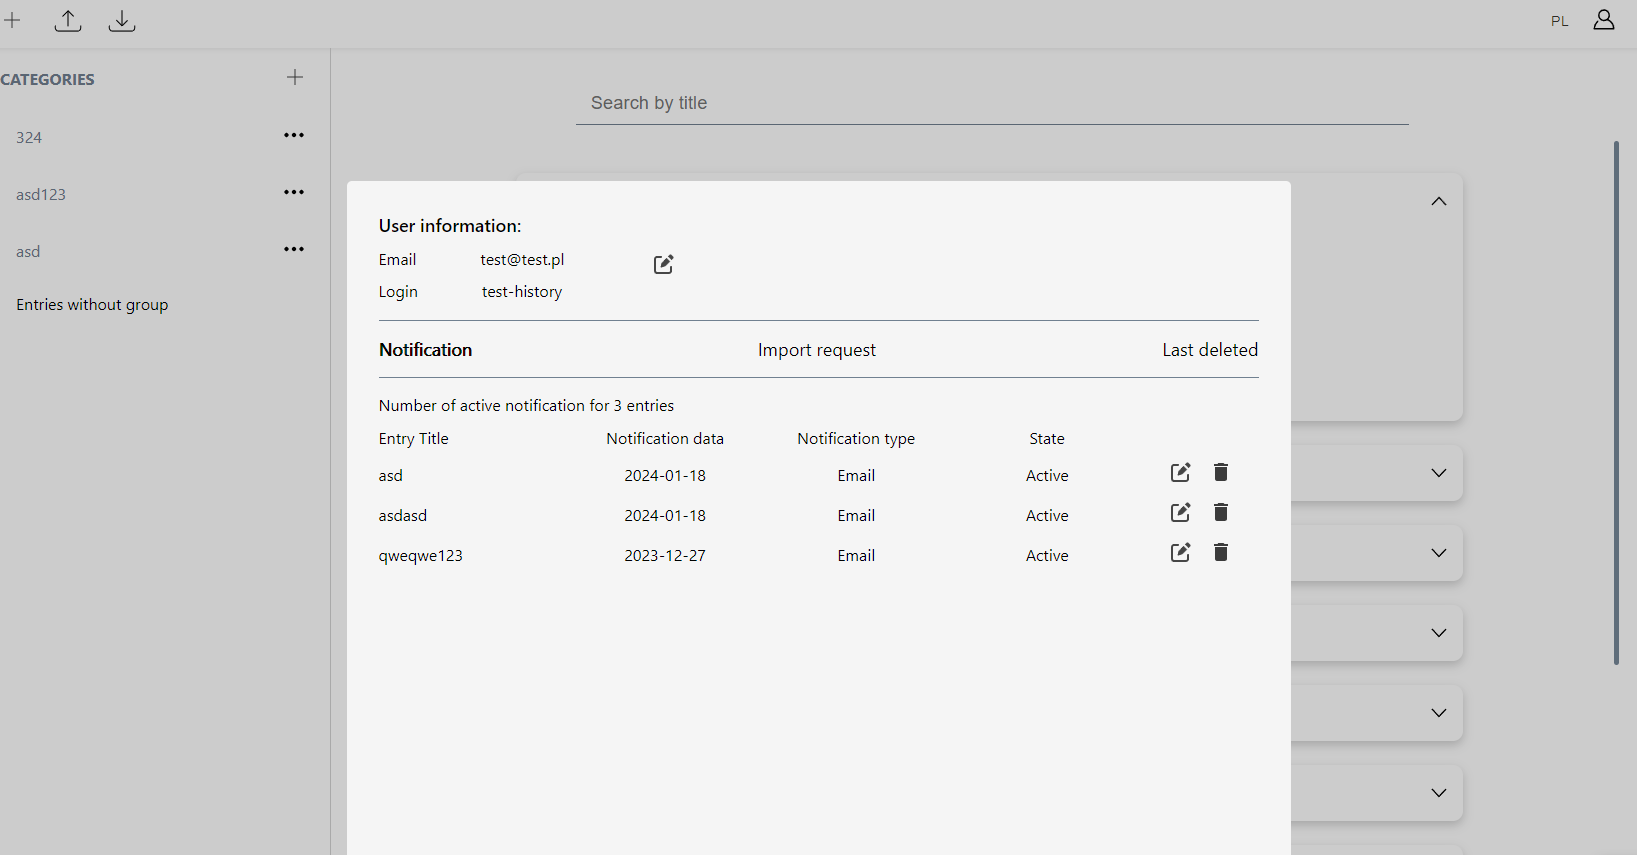 PL
CATEGORIES
324
asd123
asd
Entries without group
Search by title
User information:
Email test@test.pl
Login test-history
Notification Import request Last deleted
Number of active notification for 3 entries
Entry Title Notification data Notification type State
asd 2024-01-18 Email Active
asdasd 2024-01-18 Email Active
qweqwe123 2023-12-27 Email Active